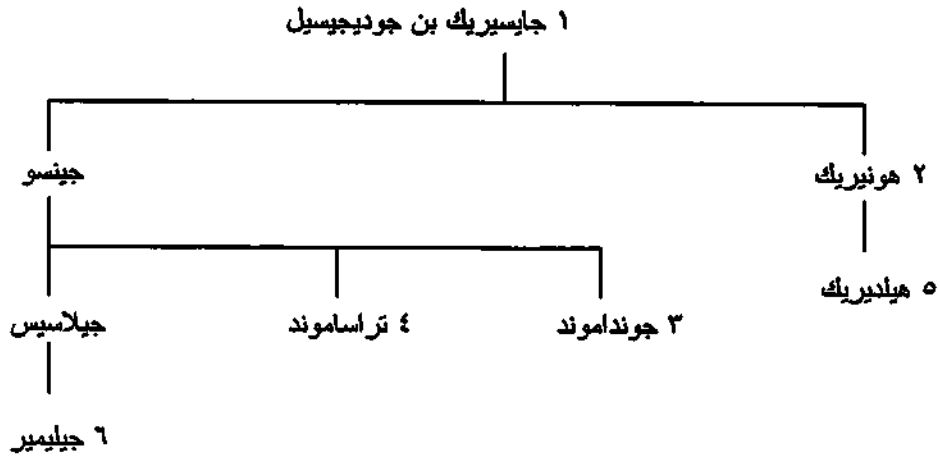 ١ جايسيريك بن جوديجيسيل
٢ هونيريك
جينسو
٥ هيلديريك
٣ جونداموند
٤ تراساموند
جيلاسيس
٦ جيليمير